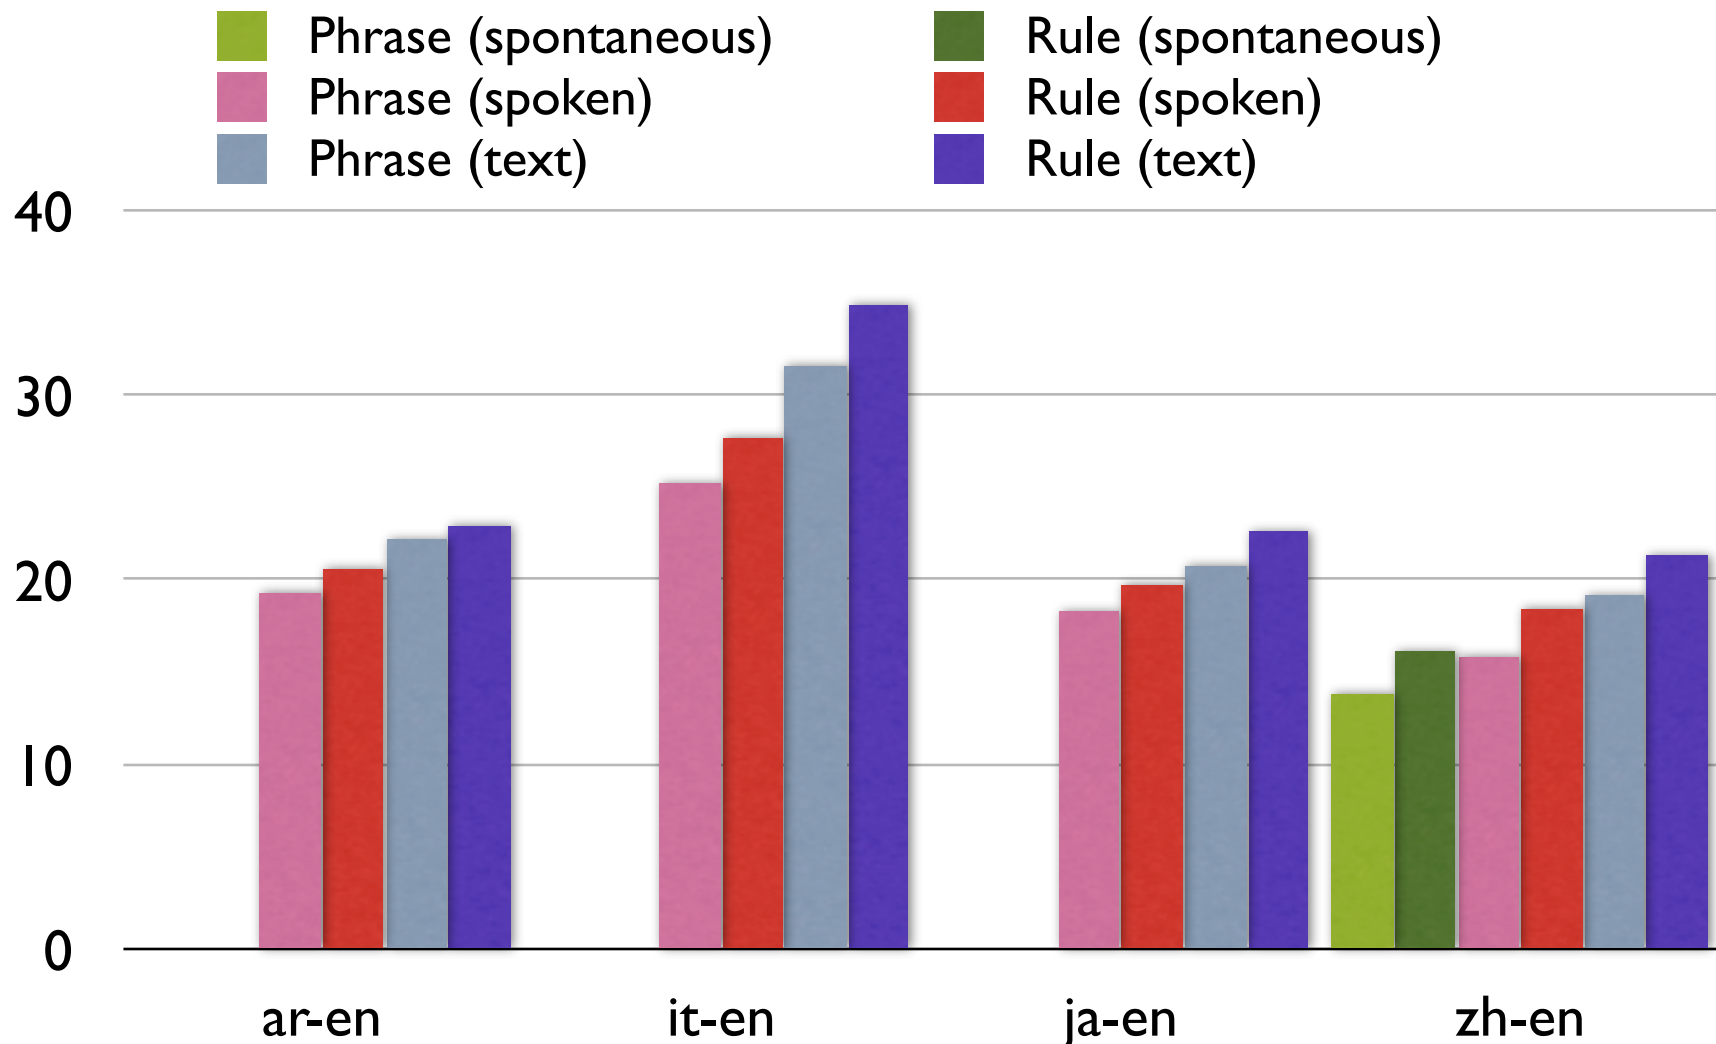 Phrase (spontaneous) Rule (spontaneous)
Phrase (spoken) Rule (spoken)
Phrase (text) Rule (text)
40
30
20
10
0
ar-en it-en ja-en zh-en